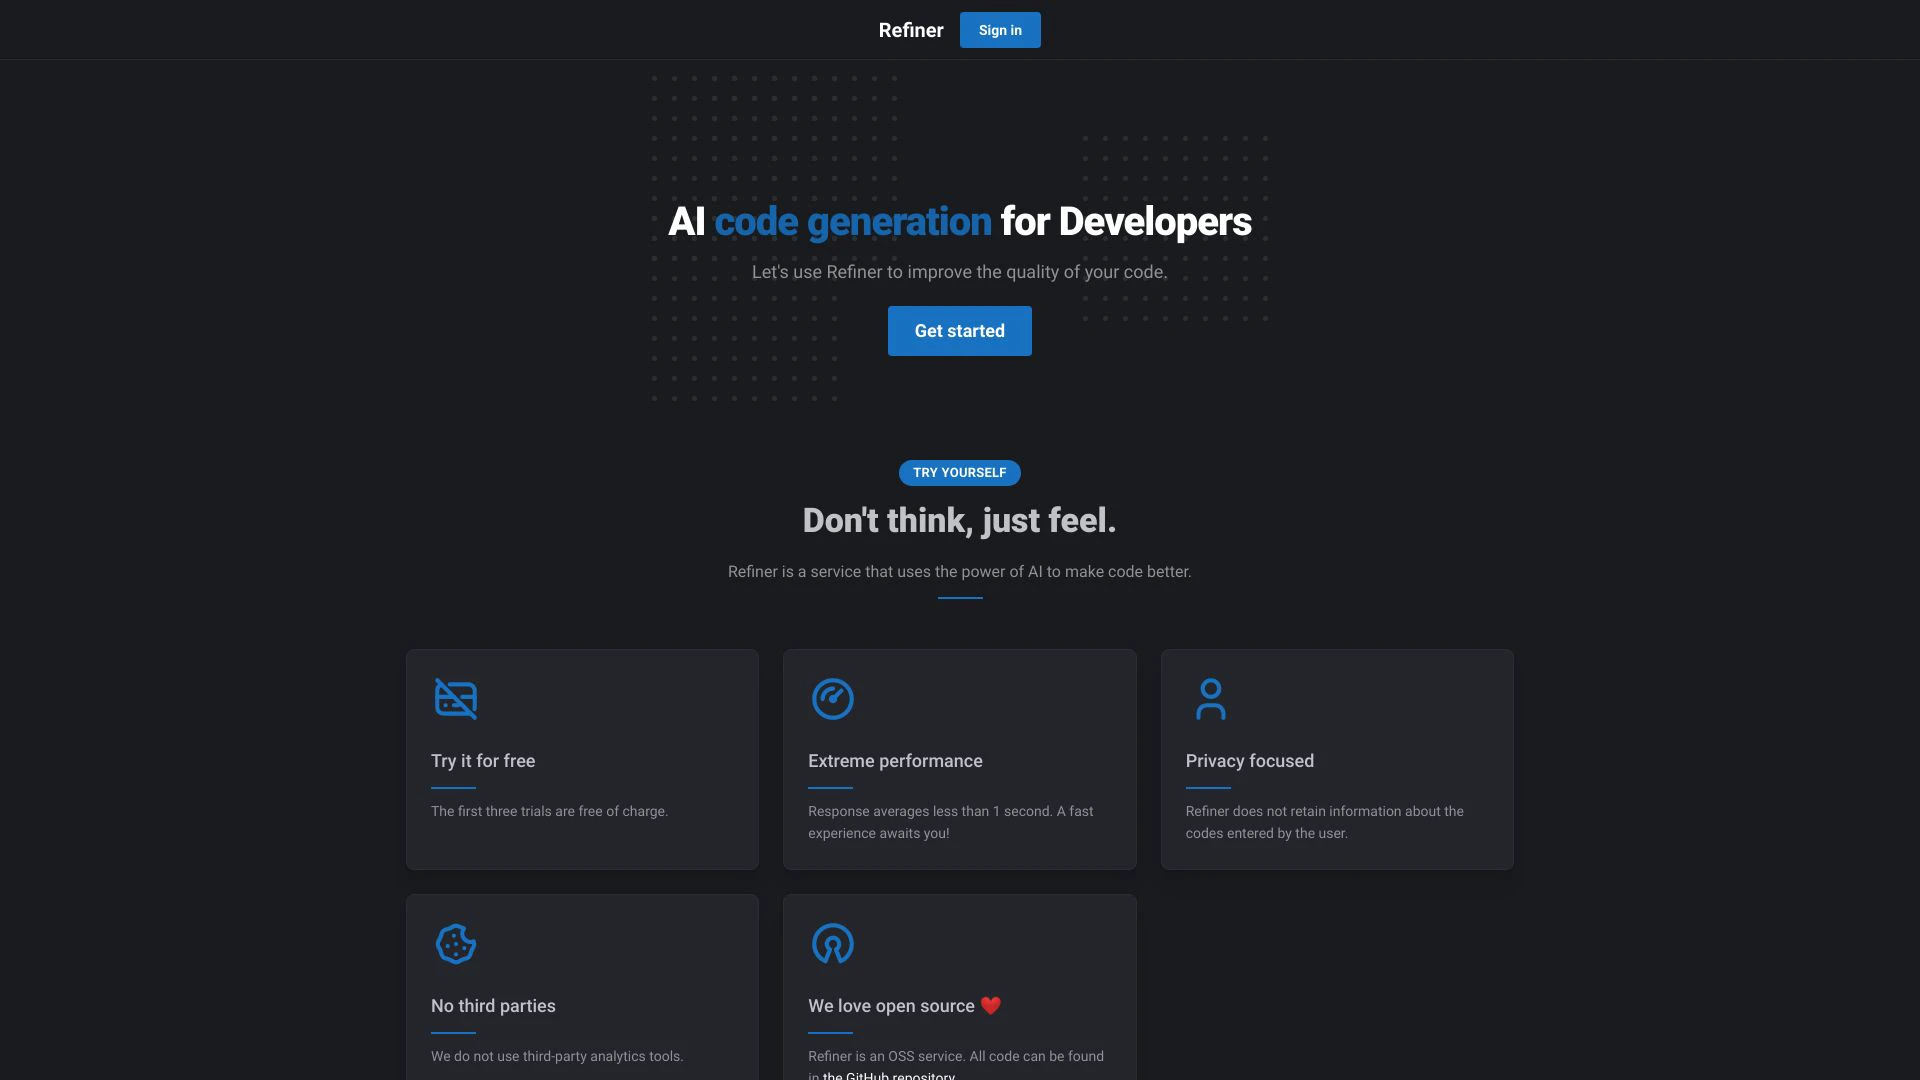 Refiner
Sign in
AI code generation for Developers
Let's use Refiner to improve the quality of your code.
Get started
TRY YOURSELF
Don't think, just feel.
Refiner is a service that uses the power of AI to make code better.
Try it for free
The first three trials are free of charge.
Extreme performance
Response averages less than 1 second. A fast
experience awaits you!
Privacy focused
Refiner does not retain information about the
codes entered by the user.
No third parties
We do not use third-party analytics tools.
We love open source ❤️
Refiner is an OSS service. All code can be found
in the GitHub repository